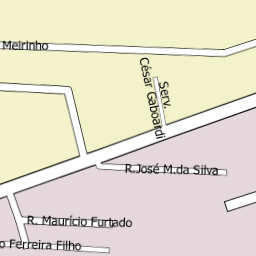 Meirinho
Serv.
César Gaboardi
R.José M.da Silva
R. Maurício Furtado
o Ferreira Filho